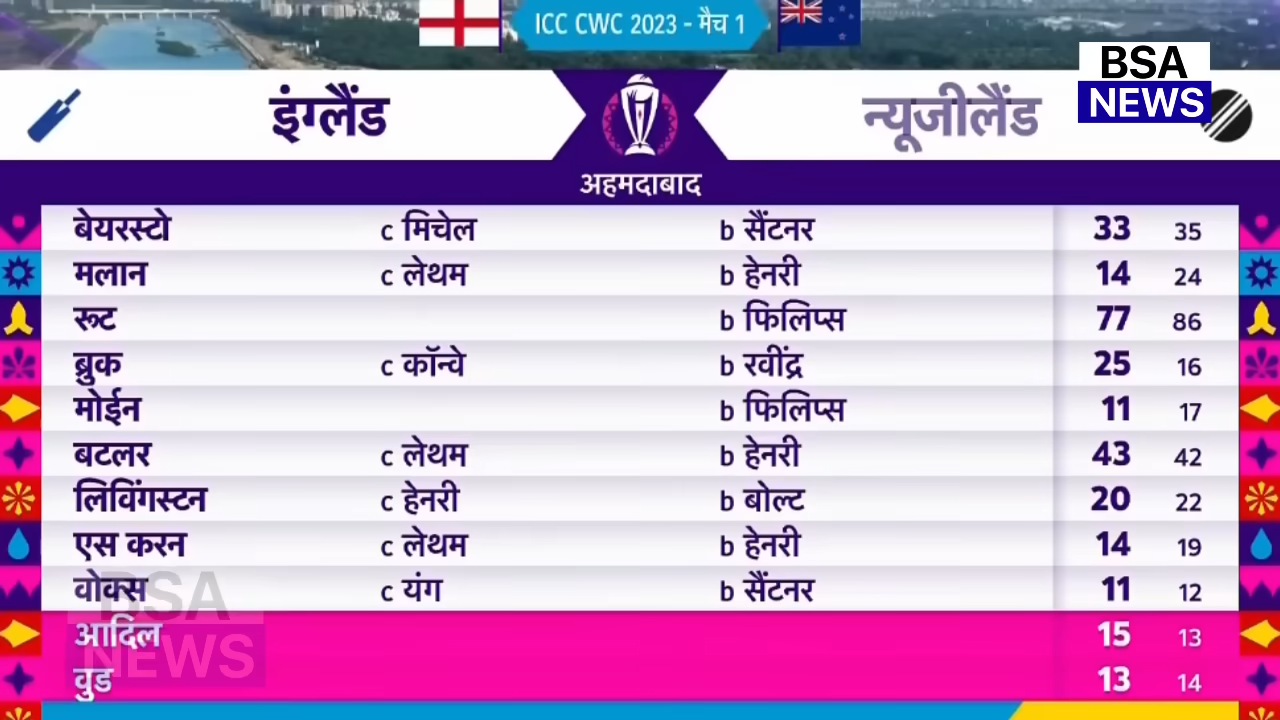 ICC CWC 2023 - मैच 1
BSA
NEWS
इंग्लैंड न्यूजीलैंड
अहमदाबाद
बेयरस्टो c मिचेल b सैंटनर 33 35
मलान c लेथम b हेनरी 14 24
रूट b फिलिप्स 77 86
ब्रुक c कॉन्वे b रवींद्र 25 16
मोईन b फिलिप्स 11 17
बटलर c लेथम b हेनरी 43 42
लिविंगस्टन c हेनरी b बोल्ट 20 22
एस करन c लेथम b हेनरी 14 19
वोक्स c यंग b सैंटनर 11 12
BSA
आदिल 15 13
NEWS
वुड 13 14